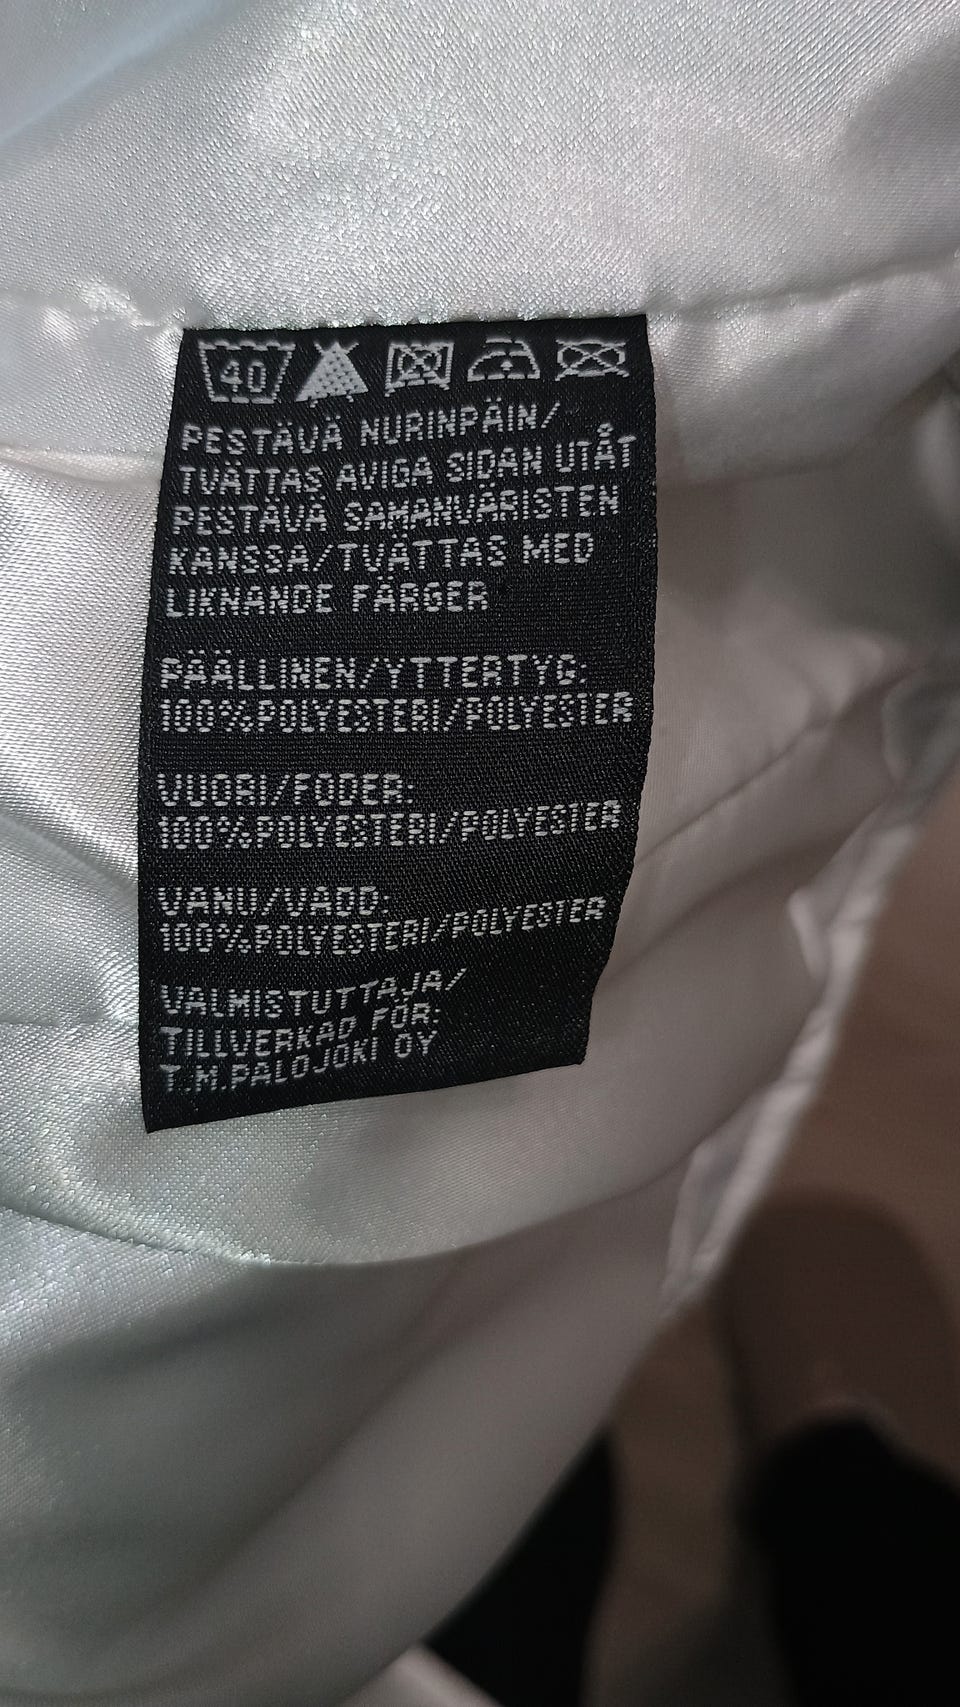 40
PESTÄVÄ NURINPÄIN/
TVÄTTAS AVIGA SIDAN UTÅT
PESTÄVÄ SAMANVÄRISTEN
KANSSA/TVÄTTAS MED
LIKNANDE FÄRGER
PÄÄLLINEN/YTTERTYG:
100%POLYESTERI/POLYESTER
VUORI/FODER:
100%POLYESTERI/POLYESTER
VANU/VADD:
100%POLYESTERI/POLYESTER
VALMISTUTTAJA/
TILLVERKAD FÖR:
T.M.PALOJOKI OY